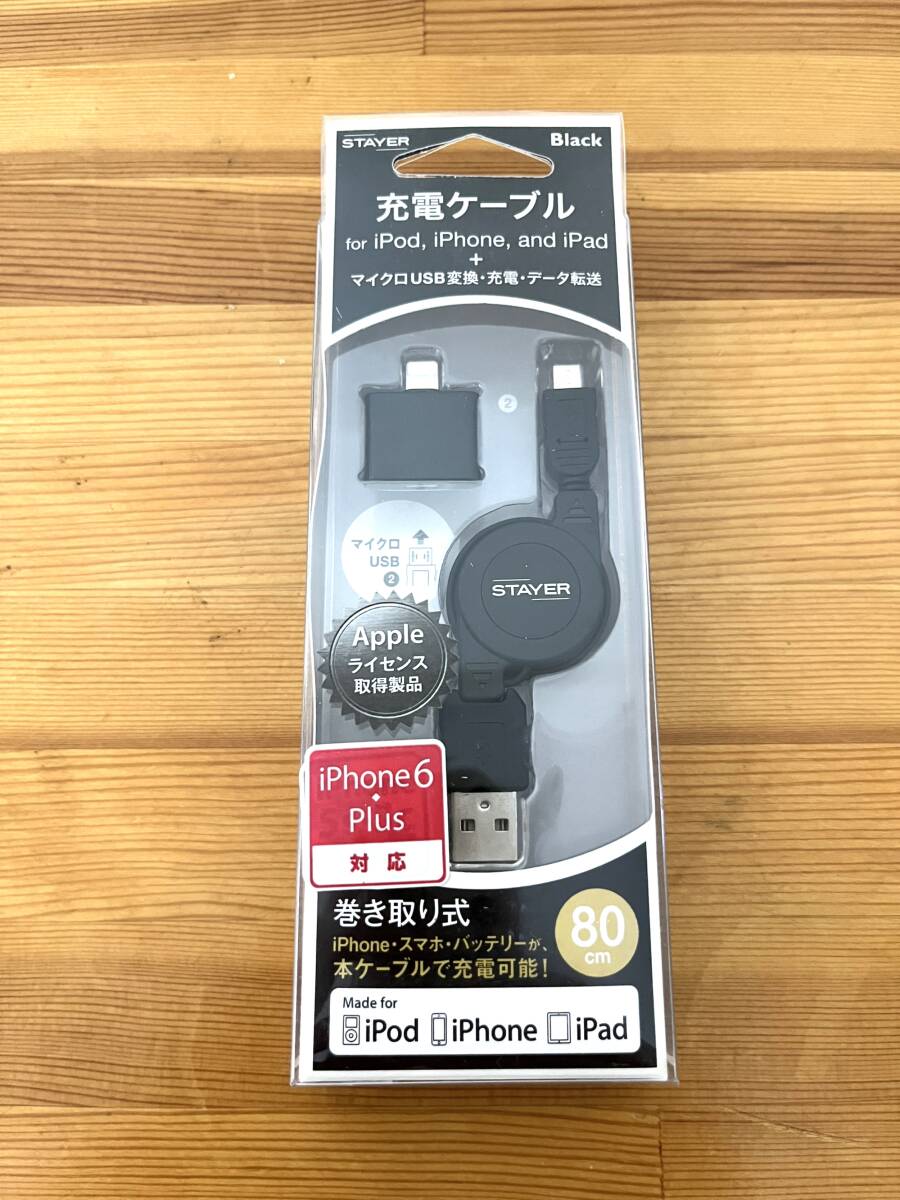 STAYER
Black
充電ケーブル
for iPod, iPhone, and iPad
+
マイクロUSB変換・充電・データ転送
2
マイクロ
USB
2
STAYER
Apple
ライセンス
取得製品
iPhone6
Plus
対応
巻き取り式
80
cm
iPhone・スマホ・バッテリーが、
本ケーブルで充電可能!
Made for
iPod iPhone iPad